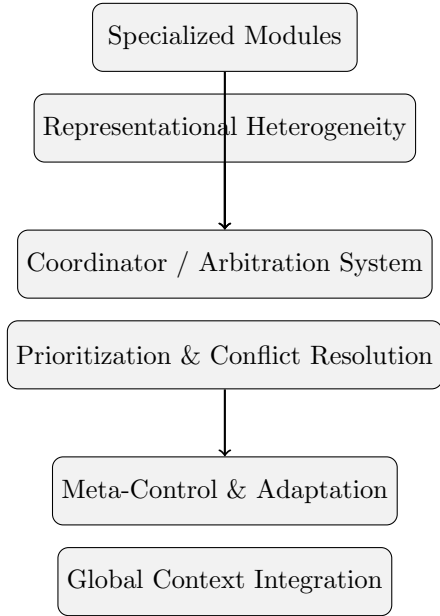 Specialized Modules
Representational Heterogeneity
Coordinator / Arbitration System
Prioritization & Conflict Resolution
Meta-Control & Adaptation
Global Context Integration